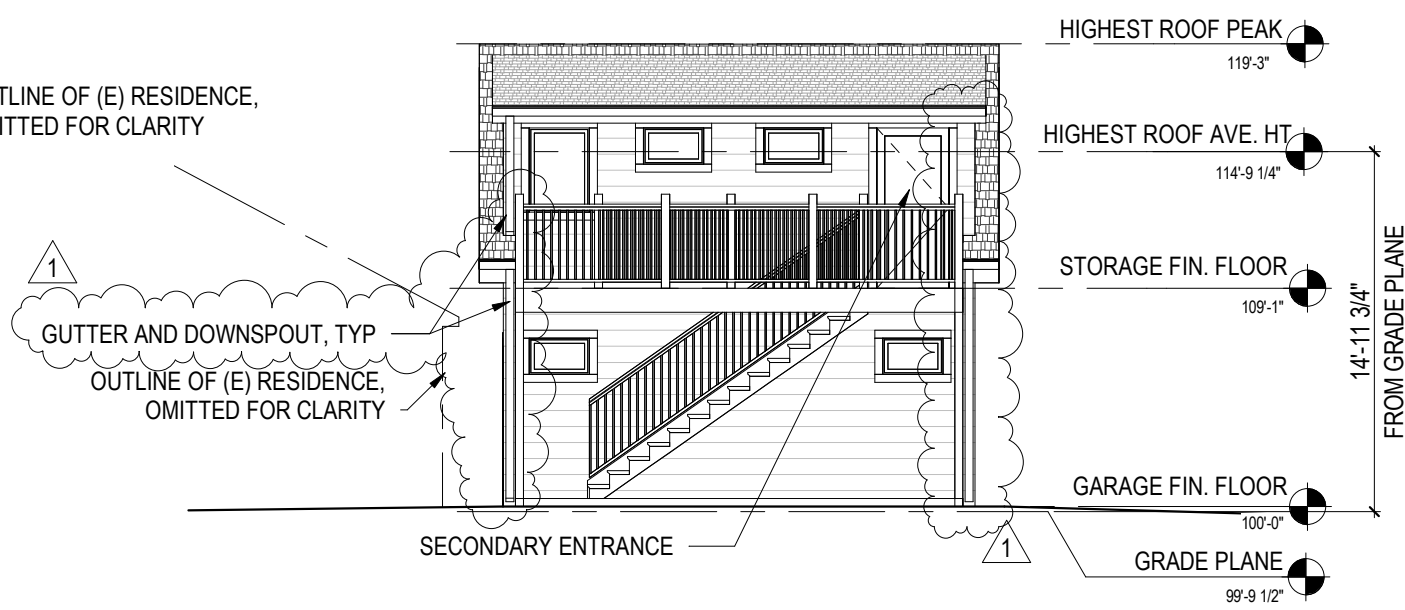 HIGHEST ROOF PEAK
119'-3"
TLINE OF (E) RESIDENCE,
ITTED FOR CLARITY
HIGHEST ROOF AVE. HT
114'-9 1/4"
STORAGE FIN. FLOOR
109'-1"
1
GUTTER AND DOWNSPOUT, TYP
OUTLINE OF (E) RESIDENCE,
OMITTED FOR CLARITY
14'-11 3/4"
FROM GRADE PLANE
GARAGE FIN. FLOOR
100'-0"
SECONDARY ENTRANCE
1
GRADE PLANE
99'-9 1/2"